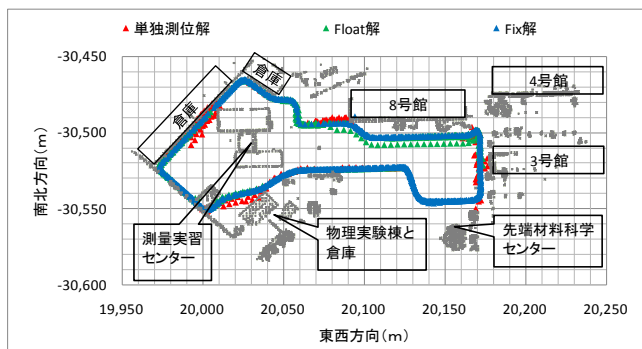 単独測位解 Float解 Fix解
-30,450
倉庫
4号館
8号館
倉庫
-30,500
3号館
南北方向(m)
-30,550
測量実習
センター
物理実験棟と
倉庫
先端材料科学
センター
-30,600
19,950 20,000 20,050 20,100 20,150 20,200 20,250
東西方向(m)